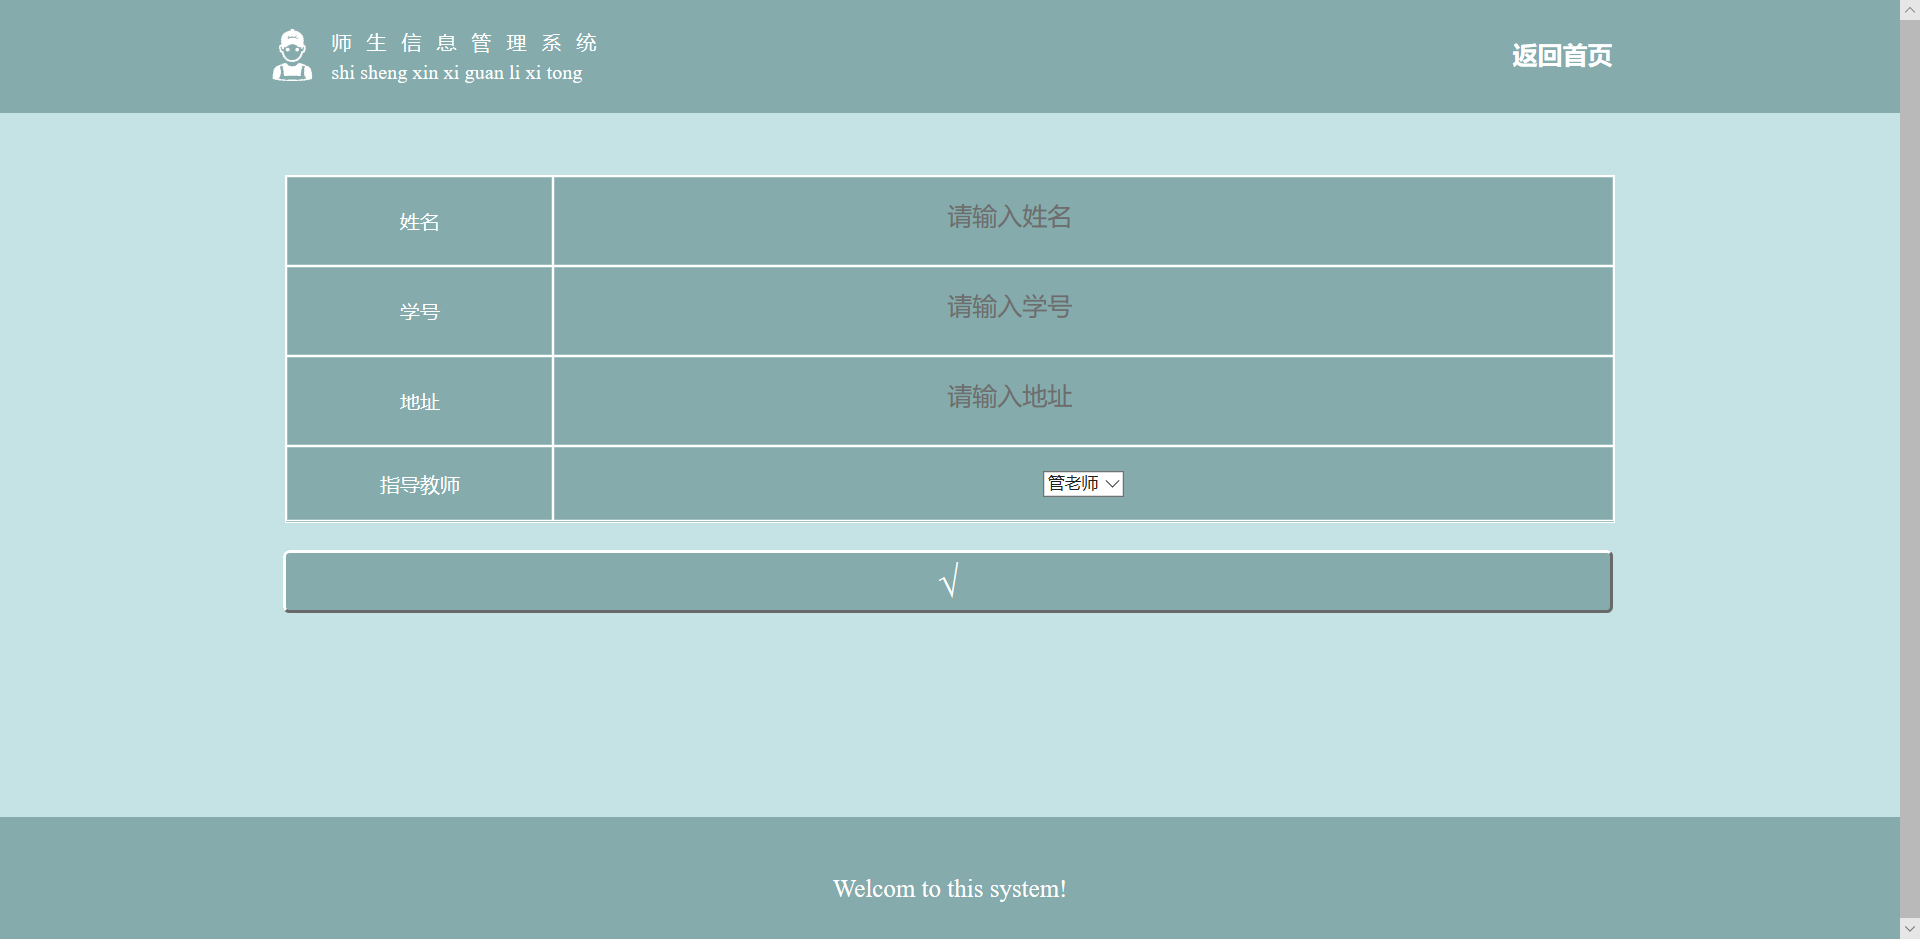 师生信息管理系统
shi sheng xin xi guan li xi tong
返回首页
姓名 请输入姓名
学号 请输入学号
地址 请输入地址
指导教师 管老师
√
Welcom to this system!